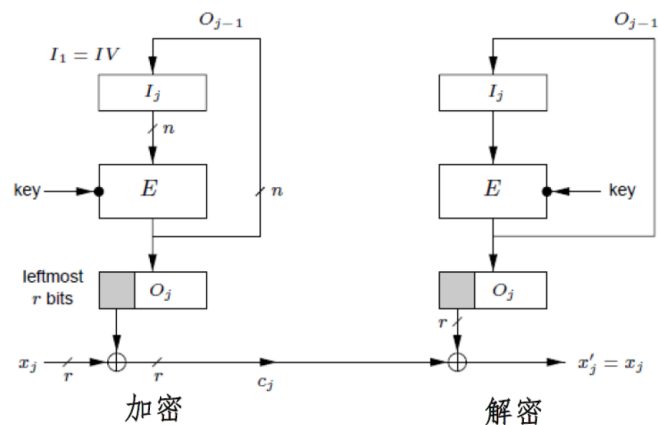 O_{j-1}
I_1 = IV
I_j
n
key
E
n
leftmost
r bits
O_j
x_j
r
r
c_j
加密
O_{j-1}
I_j
E
key
O_j
r
x'_j = x_j
解密